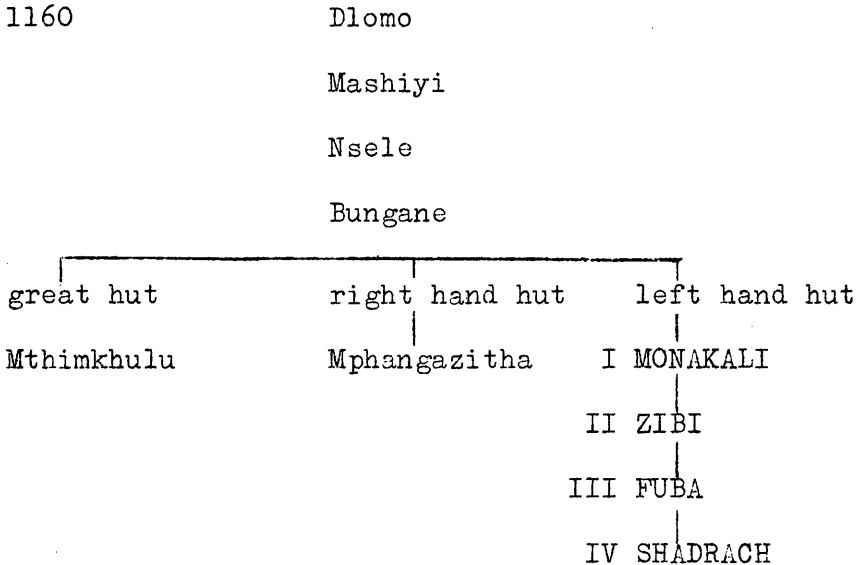 1160 Dlomo
Mashiyi
Nsele
Bungane
great hut right hand hut left hand hut
Mthimkhulu Mphangazitha I MONAKALI
II ZIBI
III FUBA
IV SHADRACH